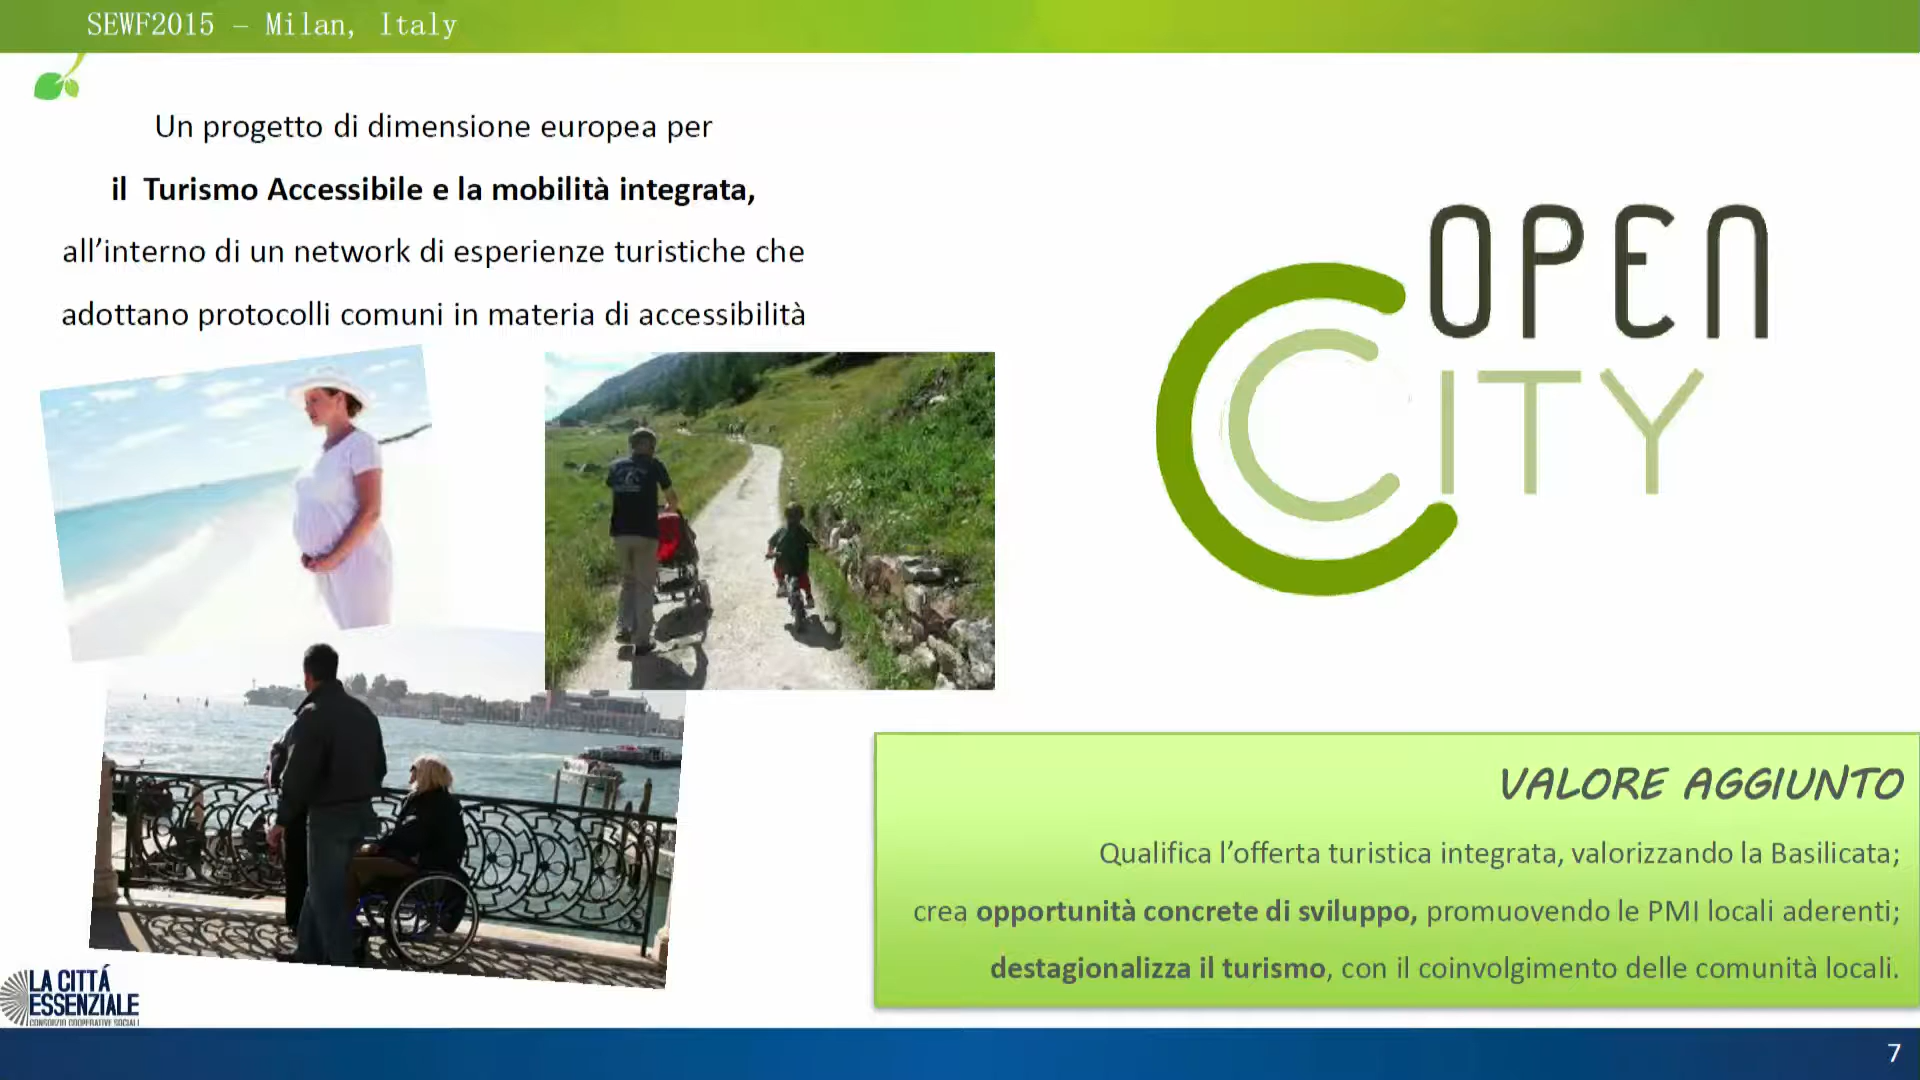 SEWF2015 – Milan, Italy
Un progetto di dimensione europea per
il Turismo Accessibile e la mobilità integrata,
all’interno di un network di esperienze turistiche che
adottano protocolli comuni in materia di accessibilità
OPEN
CITY
VALORE AGGIUNTO
Qualifica l’offerta turistica integrata, valorizzando la Basilicata;
crea opportunità concrete di sviluppo, promuovendo le PMI locali aderenti;
destagionalizza il turismo, con il coinvolgimento delle comunità locali.
LA CITTÁ
ESSENZIALE
CONSORZIO COOPERATIVE SOCIALI
7